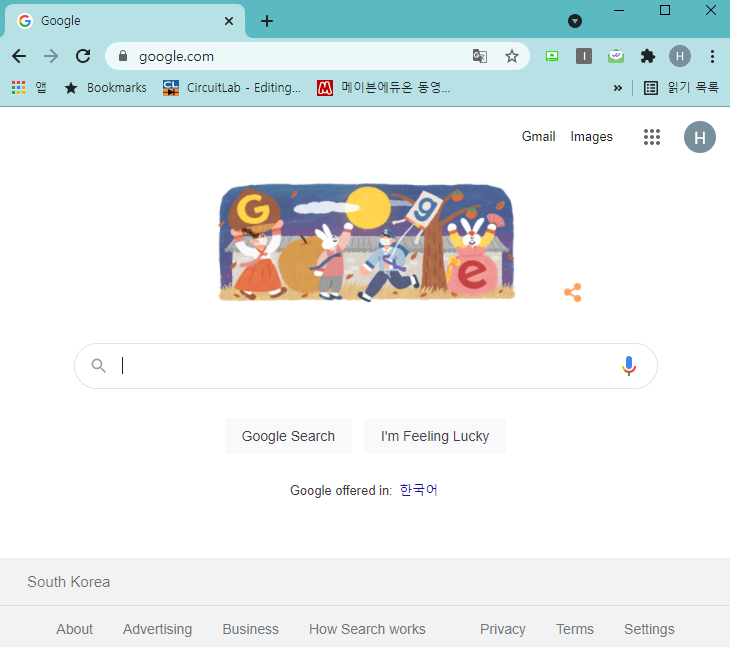 Google
google.com
H
앱 Bookmarks CircuitLab - Editing... 메이븐에듀온 동영... » 읽기 목록
Gmail Images H
G g e
Google Search I'm Feeling Lucky
Google offered in: 한국어
South Korea
About Advertising Business How Search works Privacy Terms Settings